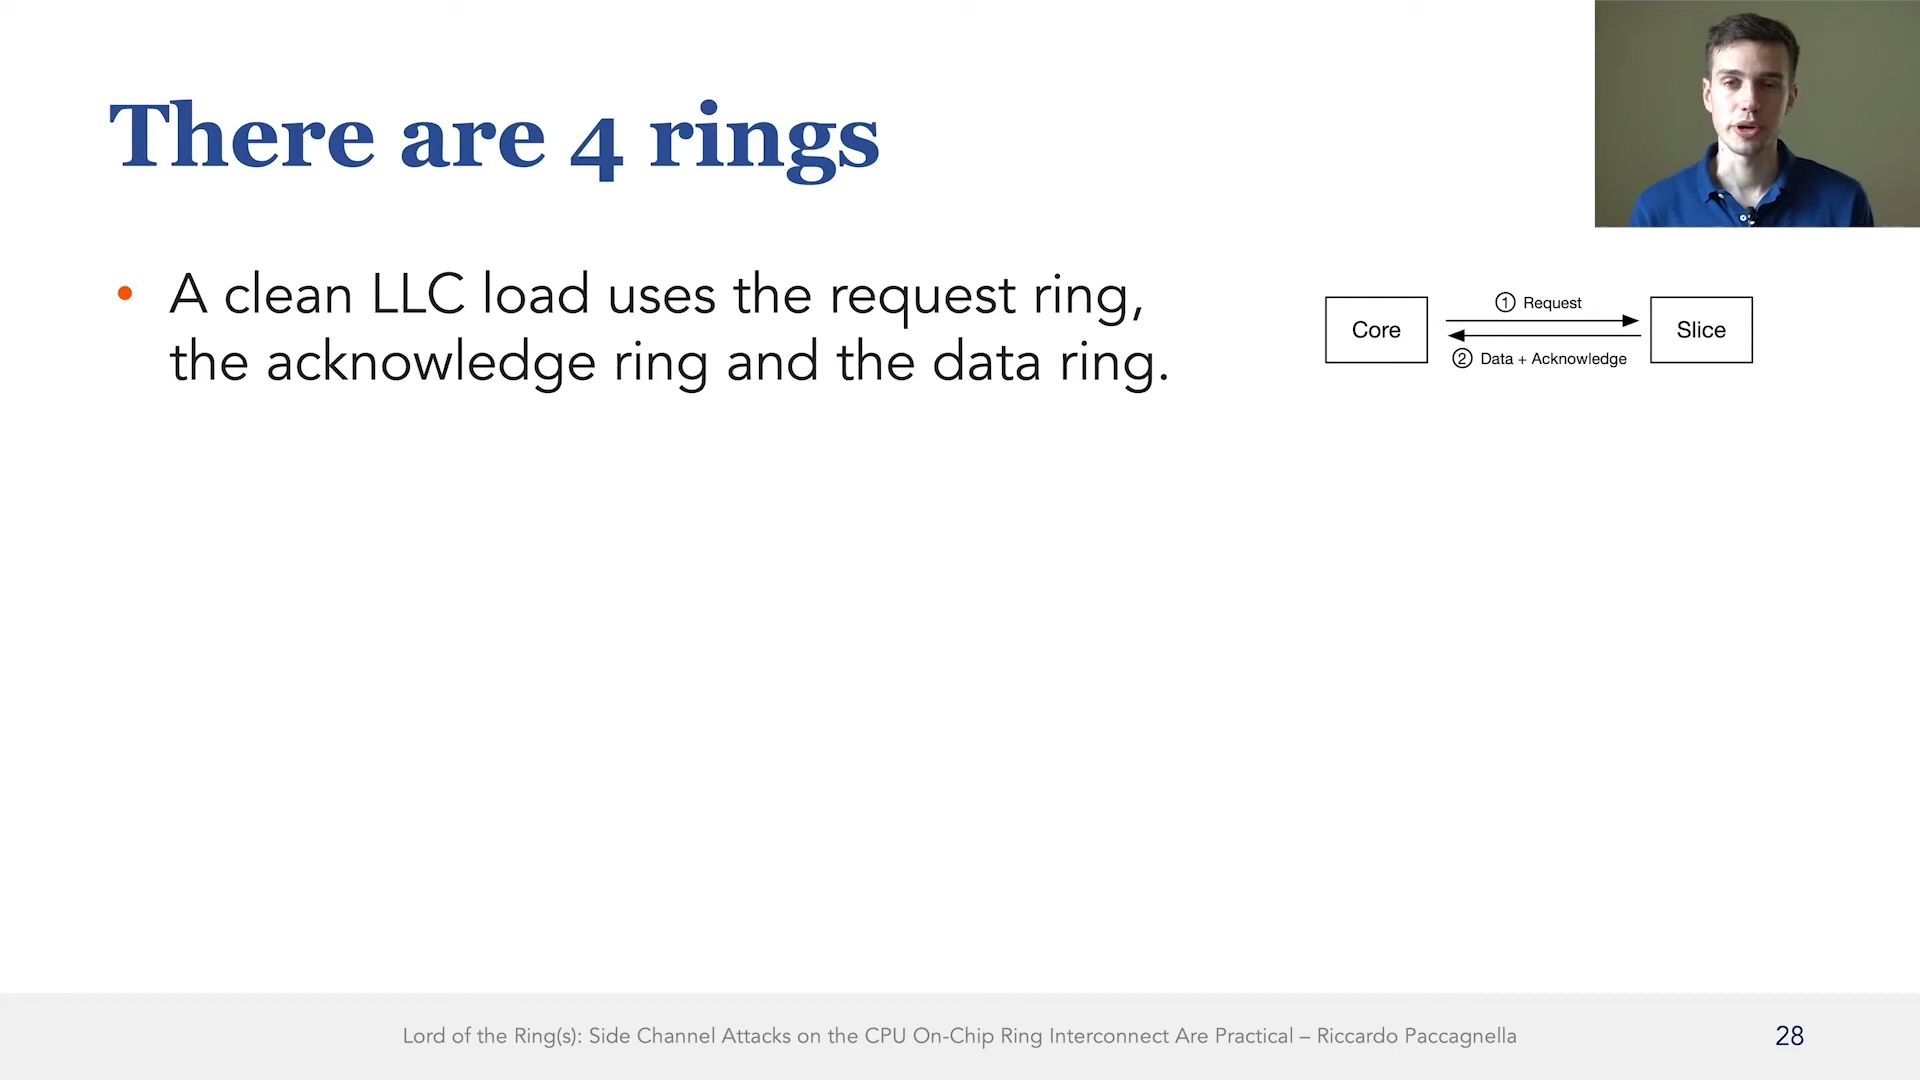 There are 4 rings
• A clean LLC load uses the request ring,
the acknowledge ring and the data ring.
Core
① Request
② Data + Acknowledge
Slice
Lord of the Ring(s): Side Channel Attacks on the CPU On-Chip Ring Interconnect Are Practical – Riccardo Paccagnella
28